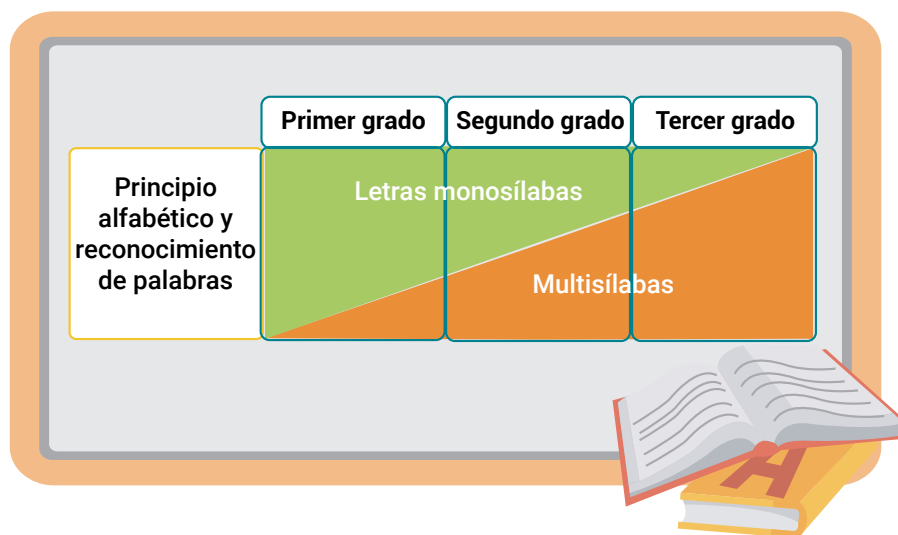 Primer grado
Segundo grado
Tercer grado
Principio
alfabético y
reconocimiento
de palabras
Letras monosílabas
Multisílabas
A